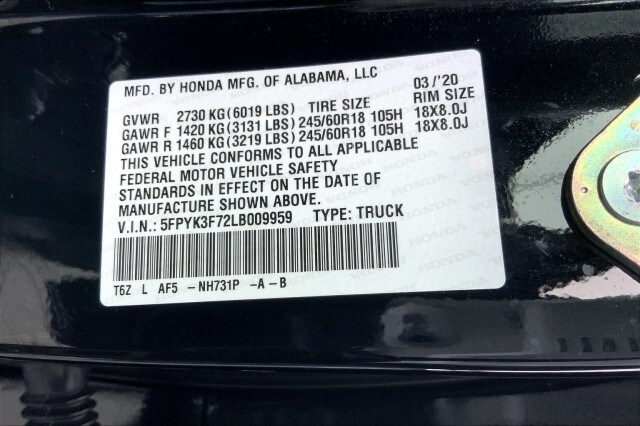 MFD. BY HONDA MFG. OF ALABAMA, LLC 03/'20
GVWR 2730 KG(6019 LBS) TIRE SIZE RIM SIZE
GAWR F 1420 KG(3131 LBS) 245/60R18 105H 18X8.0J
GAWR R 1460 KG(3219 LBS) 245/60R18 105H 18X8.0J
THIS VEHICLE CONFORMS TO ALL APPLICABLE
FEDERAL MOTOR VEHICLE SAFETY
STANDARDS IN EFFECT ON THE DATE OF
MANUFACTURE SHOWN ABOVE.
V.I.N.: 5FPYK3F72LB009959 TYPE: TRUCK
T6Z L AF5 -NH731P -A-B